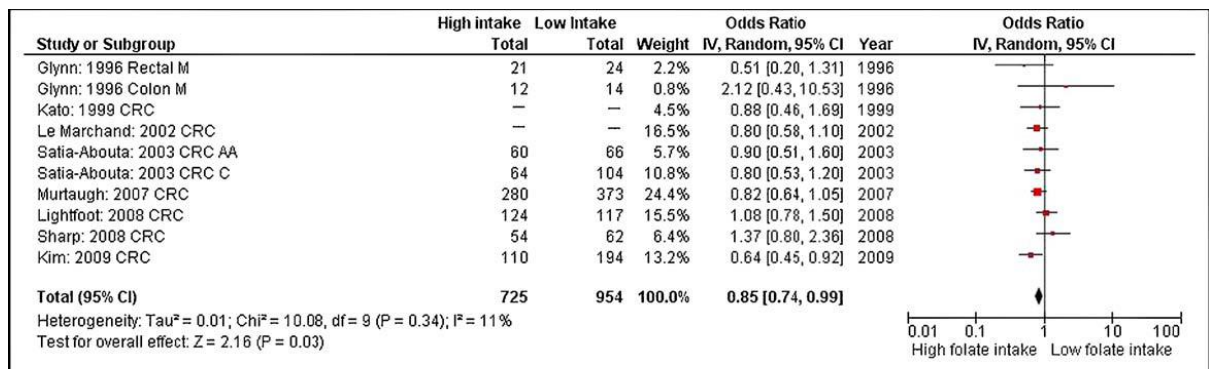 High intake Low Intake Odds Ratio Odds Ratio
Study or Subgroup Total Total Weight IV, Random, 95% CI Year IV, Random, 95% CI
Glynn: 1996 Rectal M 21 24 2.2% 0.51 [0.20, 1.31] 1996
Glynn: 1996 Colon M 12 14 0.8% 2.12 [0.43, 10.53] 1996
Kato: 1999 CRC — — 4.5% 0.88 [0.46, 1.69] 1999
Le Marchand: 2002 CRC — — 16.5% 0.80 [0.58, 1.10] 2002
Satia-Abouta: 2003 CRC AA 60 66 5.7% 0.90 [0.51, 1.60] 2003
Satia-Abouta: 2003 CRC C 64 104 10.8% 0.80 [0.53, 1.20] 2003
Murtaugh: 2007 CRC 280 373 24.4% 0.82 [0.64, 1.05] 2007
Lightfoot: 2008 CRC 124 117 15.5% 1.08 [0.78, 1.50] 2008
Sharp: 2008 CRC 54 62 6.4% 1.37 [0.80, 2.36] 2008
Kim: 2009 CRC 110 194 13.2% 0.64 [0.45, 0.92] 2009
Total (95% CI) 725 954 100.0% 0.85 [0.74, 0.99]
Heterogeneity: Tau² = 0.01; Chi² = 10.08, df = 9 (P = 0.34); I² = 11%
Test for overall effect: Z = 2.16 (P = 0.03)
0.01 0.1 1 10 100
High folate intake Low folate intake